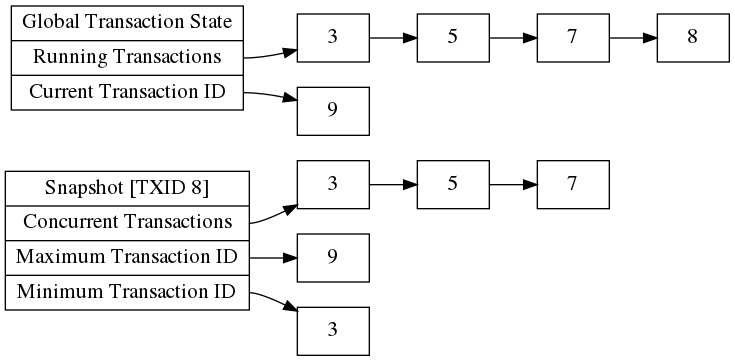 Global Transaction State
Running Transactions
3
5
7
8
Current Transaction ID
9
Snapshot [TXID 8]
Concurrent Transactions
3
5
7
Maximum Transaction ID
9
Minimum Transaction ID
3